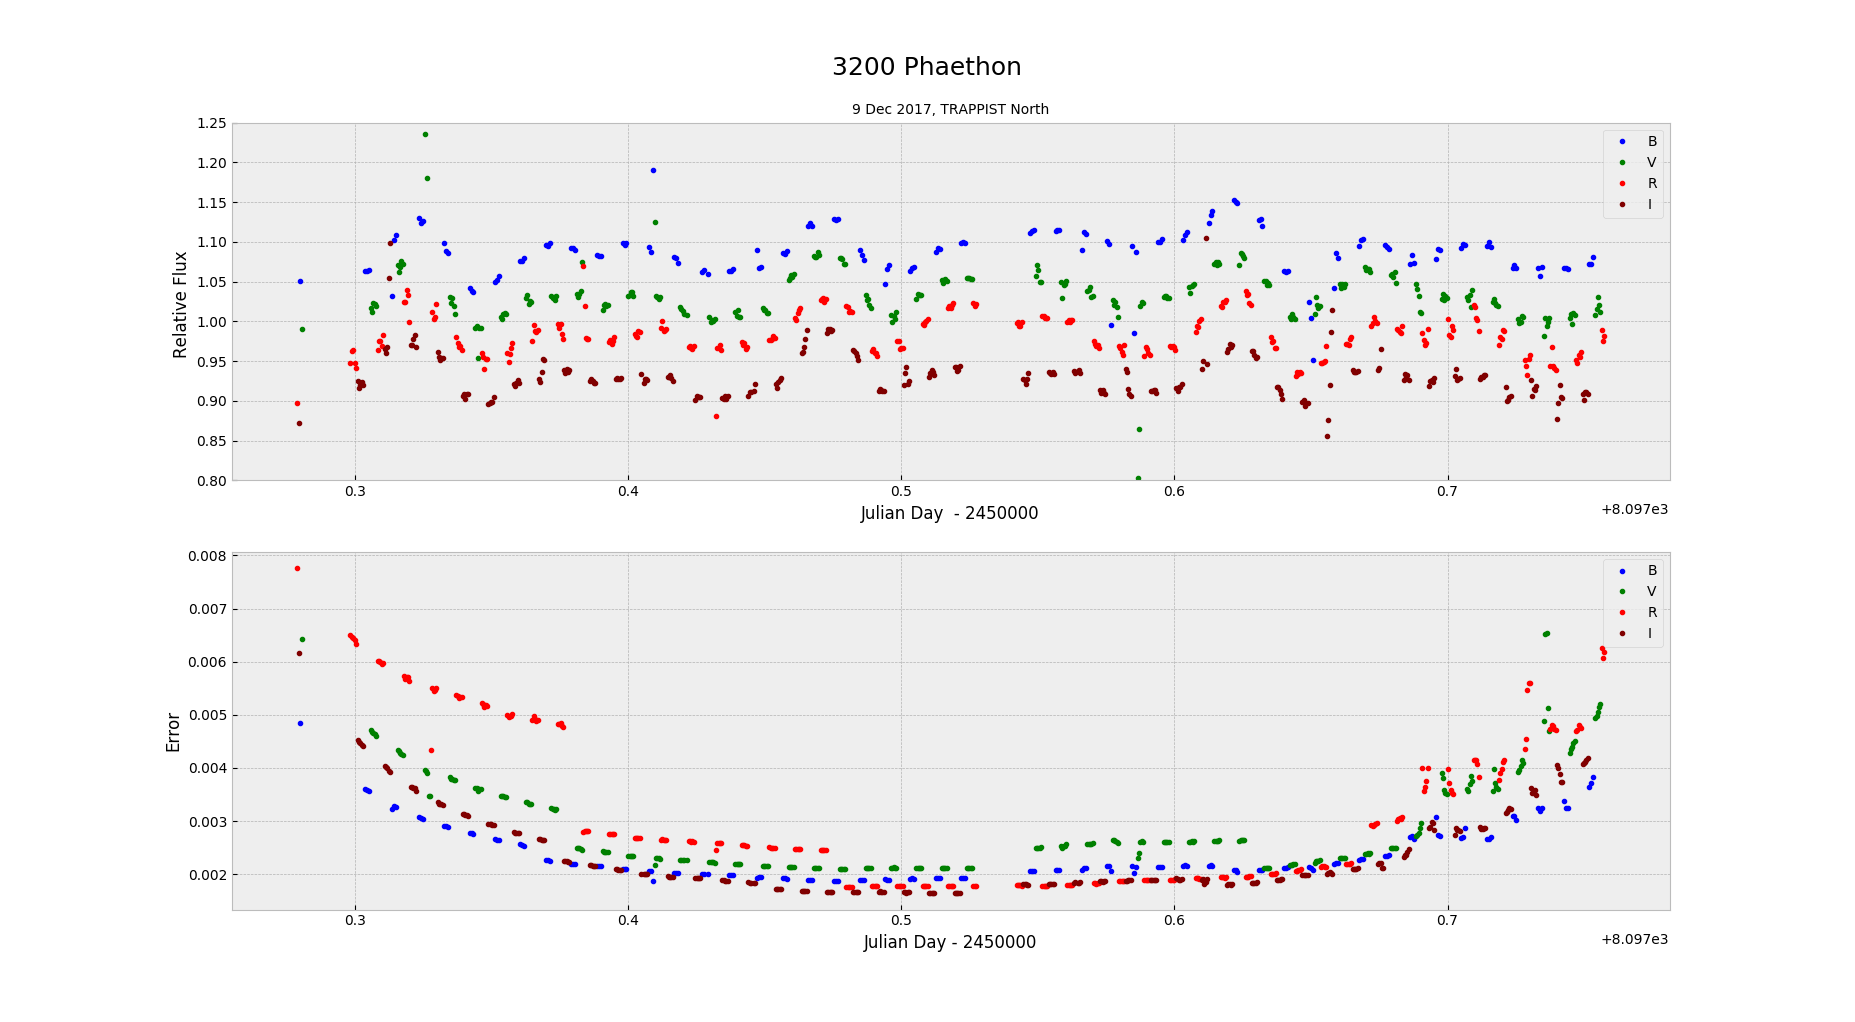 3200 Phaethon
9 Dec 2017, TRAPPIST North
Relative Flux
1.25
1.20
1.15
1.10
1.05
1.00
0.95
0.90
0.85
0.80
B
V
R
I
0.3 0.4 0.5 0.6 0.7
Julian Day - 2450000
+8.097e3
Error
0.008
0.007
0.006
0.005
0.004
0.003
0.002
B
V
R
I
0.3 0.4 0.5 0.6 0.7
Julian Day - 2450000
+8.097e3